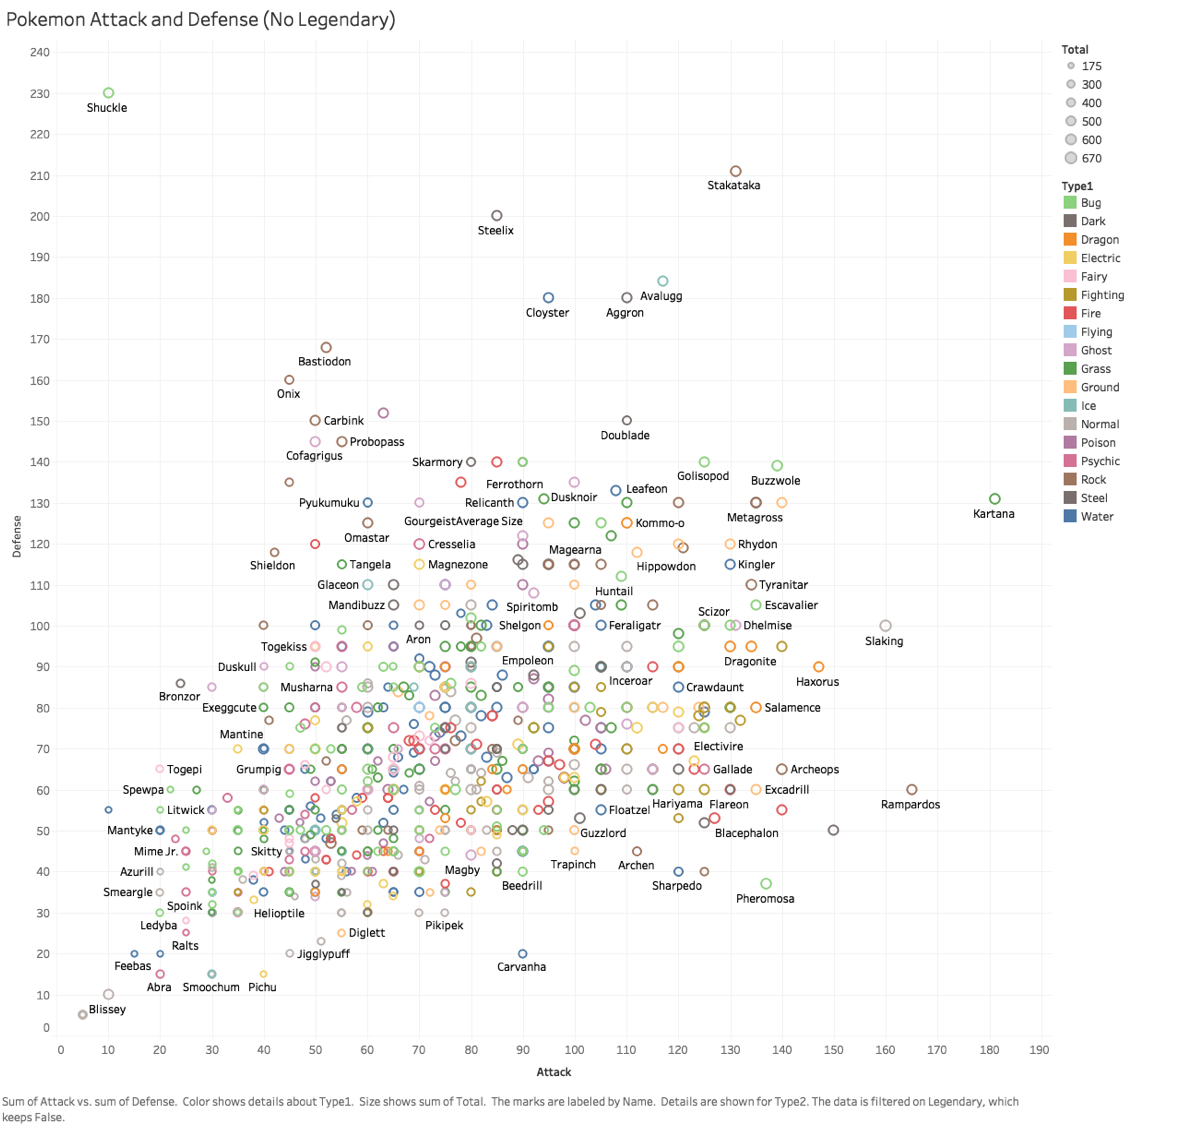 Pokemon Attack and Defense (No Legendary)
Total
175
300
400
500
600
670
Type1
Bug
Dark
Dragon
Electric
Fairy
Fighting
Fire
Flying
Ghost
Grass
Ground
Ice
Normal
Poison
Psychic
Rock
Steel
Water
Defense
240
230
Shuckle
220
210
Stakataka
200
Steelix
190
Avalugg
180
Cloyster
Aggron
170
Bastiodon
160
Onix
150
Carbink
Doublade
Probopass
Cofagrigus
140
Skarmory
Golisopod
Buzzwole
Ferrothorn
Leafeon
Dusknoir
130
Pyukumuku
Relicanth
Metagross
Kartana
GourgeistAverage Size
Kommo-o
Omastar
120
Cresselia
Magearna
Rhydon
Shieldon
Tangela
Magnezone
Hippowdon
Kingler
110
Glaceon
Huntail
Tyranitar
Mandibuzz
Spiritomb
Escavalier
Scizor
100
Aron
Shelgon
Feraligatr
Dhelmise
Slaking
Togekiss
Empoleon
Dragonite
90
Duskull
Inceroar
Haxorus
Bronzor
Musharna
Crawdaunt
80
Exeggcute
Salamence
Mantine
70
Electivire
Togepi
Grumpig
Gallade
Archeops
60
Spewpa
Excadrill
Rampardos
Litwick
Floatzel
Hariyama
Flareon
50
Mantyke
Guzzlord
Blacephalon
Mime Jr.
Skitty
Trapinch
Archen
40
Azurill
Magby
Beedrill
Sharpedo
Pheromosa
Smeargle
Spoink
30
Helioptile
Ledyba
Pikipek
Ralts
Diglett
20
Jigglypuff
Feebas
Carvanha
Abra
Smoochum
Pichu
10
Blissey
0
0 10 20 30 40 50 60 70 80 90 100 110 120 130 140 150 160 170 180 190
Attack
Sum of Attack vs. sum of Defense. Color shows details about Type1. Size shows sum of Total. The marks are labeled by Name. Details are shown for Type2. The data is filtered on Legendary, which
keeps False.